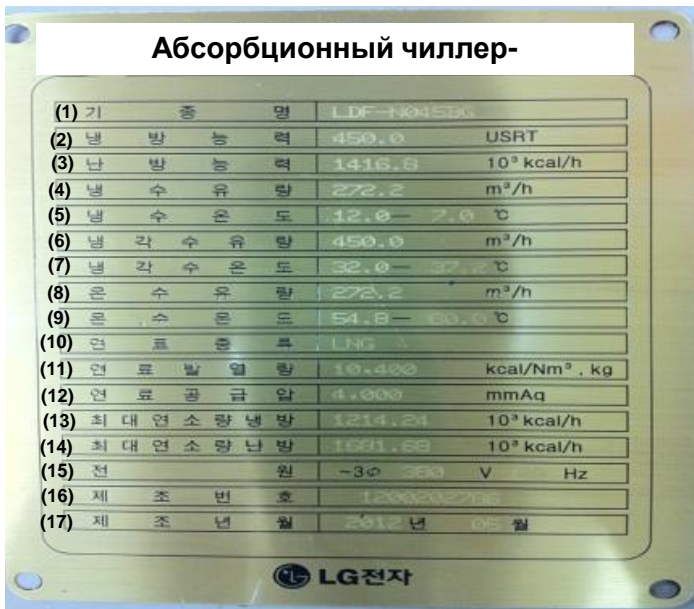 Абсорбционный чиллер-
(1) 기 종 명 LDF-N045BG
(2) 냉 방 능 력 450.0 USRT
(3) 난 방 능 력 1416.8 10³ kcal/h
(4) 냉 수 유 량 272.2 m³/h
(5) 냉 수 온 도 12.0— 7.0 ℃
(6) 냉 각 수 유 량 450.0 m³/h
(7) 냉 각 수 온 도 32.0— 37.2 ℃
(8) 온 수 유 량 272.2 m³/h
(9) 온 수 온 도 54.8— ℃
(10) 연 료 종 류 LNG
(11) 연 료 발 열 량 10.400 kcal/Nm³ , kg
(12) 연 료 공 급 압 4.000 mmAq
(13) 최 대 연 소 량 냉 방 1214.24 10³ kcal/h
(14) 최 대 연 소 량 난 방 10³ kcal/h
(15) 전 원 ~3Φ 380 V Hz
(16) 제 조 번 호
(17) 제 조 년 월 2012 년 05 월
LG전자